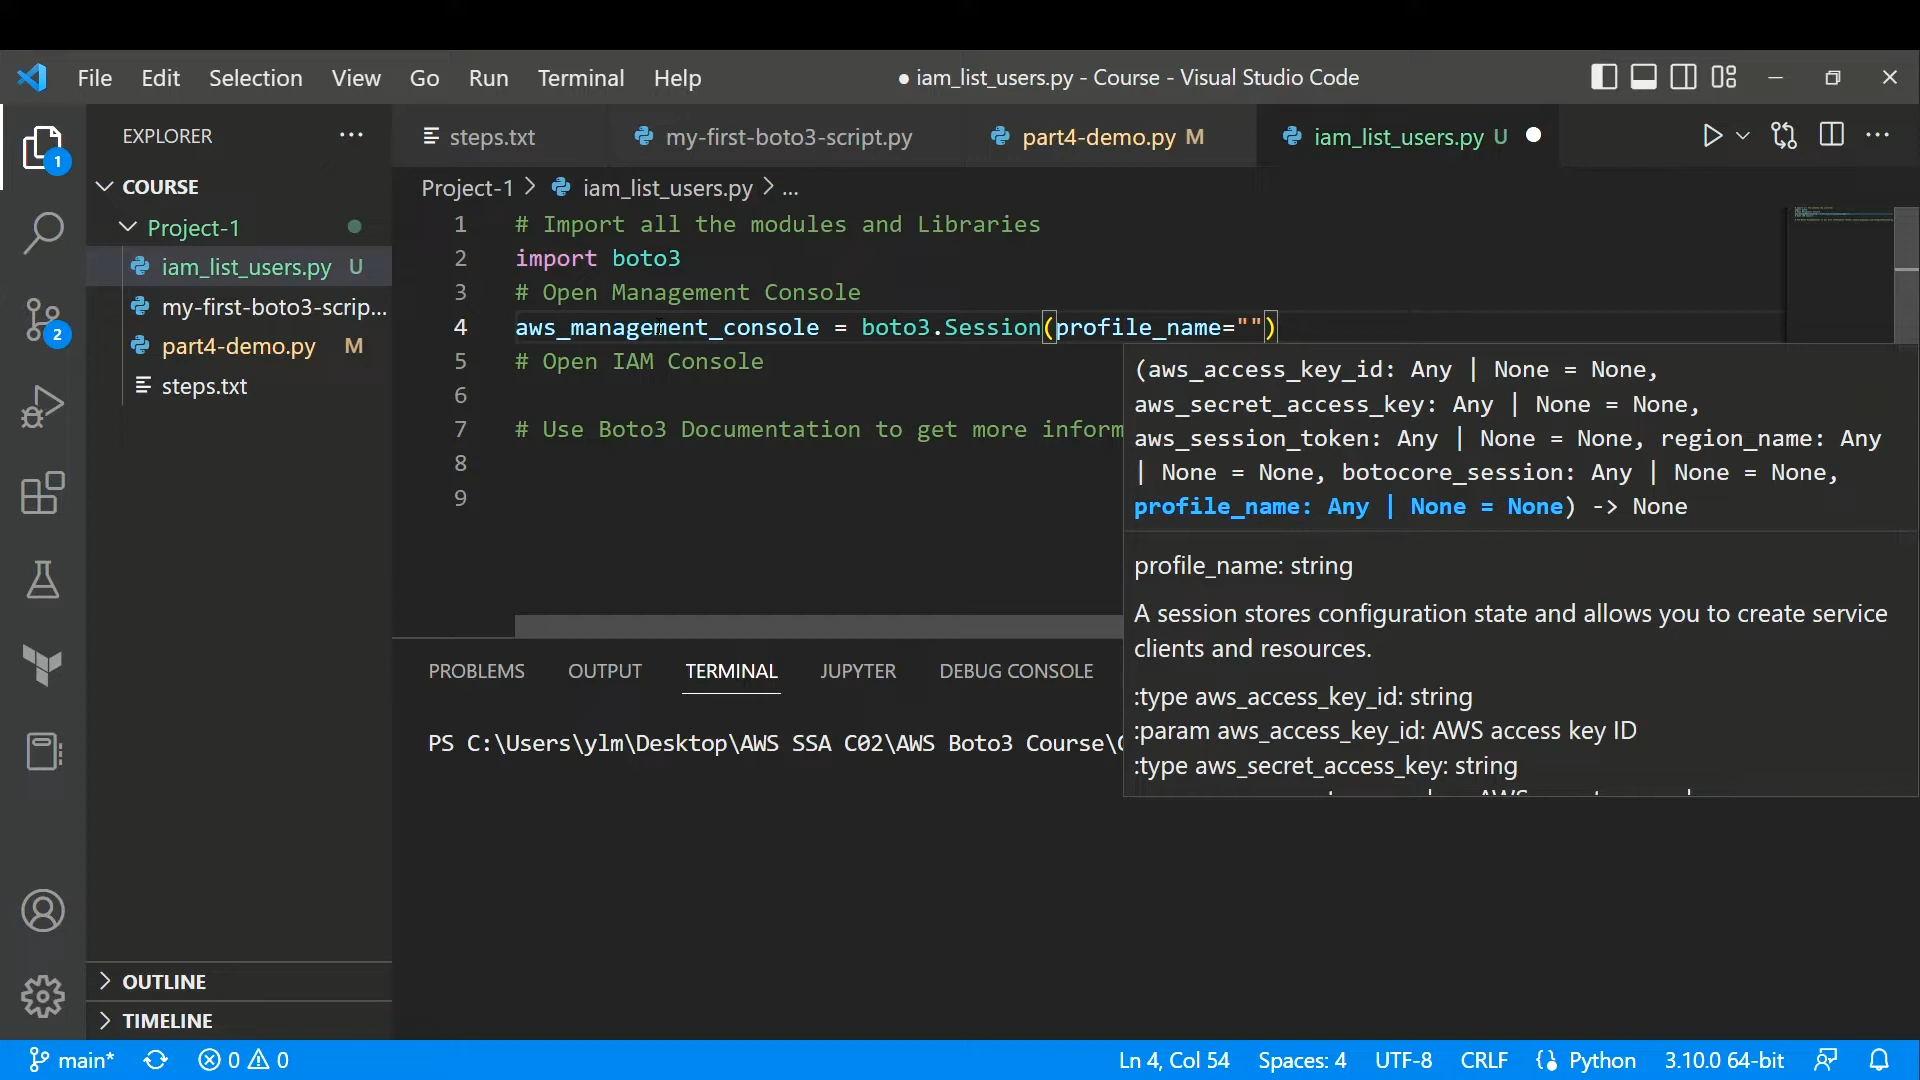 File Edit Selection View Go Run Terminal Help
● iam_list_users.py - Course - Visual Studio Code
EXPLORER ...
1
COURSE
Project-1
iam_list_users.py U
my-first-boto3-scrip...
part4-demo.py M
steps.txt
2
OUTLINE
TIMELINE
steps.txt
my-first-boto3-script.py
part4-demo.py M
iam_list_users.py U
Project-1 > iam_list_users.py > ...
1 # Import all the modules and Libraries
2 import boto3
3 # Open Management Console
4 aws_management_console = boto3.Session(profile_name="")
5 # Open IAM Console
6
7 # Use Boto3 Documentation to get more inform
8
9
(aws_access_key_id: Any | None = None,
aws_secret_access_key: Any | None = None,
aws_session_token: Any | None = None, region_name: Any
| None = None, botocore_session: Any | None = None,
profile_name: Any | None = None) -> None
profile_name: string
A session stores configuration state and allows you to create service
clients and resources.
:type aws_access_key_id: string
:param aws_access_key_id: AWS access key ID
:type aws_secret_access_key: string
PROBLEMS OUTPUT TERMINAL JUPYTER DEBUG CONSOLE
PS C:\Users\ylm\Desktop\AWS SSA C02\AWS Boto3 Course\
main* 0 0
Ln 4, Col 54 Spaces: 4 UTF-8 CRLF Python 3.10.0 64-bit